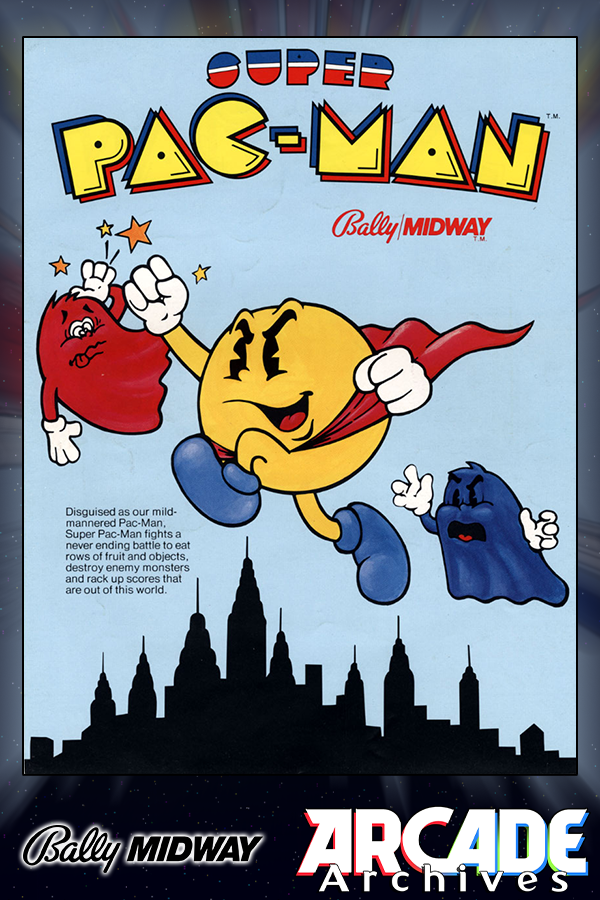 SUPER
PAC-MAN
T.M.
Bally MIDWAY
T.M.
Disguised as our mild-
mannered Pac-Man,
Super Pac-Man fights a
never ending battle to eat
rows of fruit and objects,
destroy enemy monsters
and rack up scores that
are out of this world.
Bally MIDWAY
ARCADE
Archives